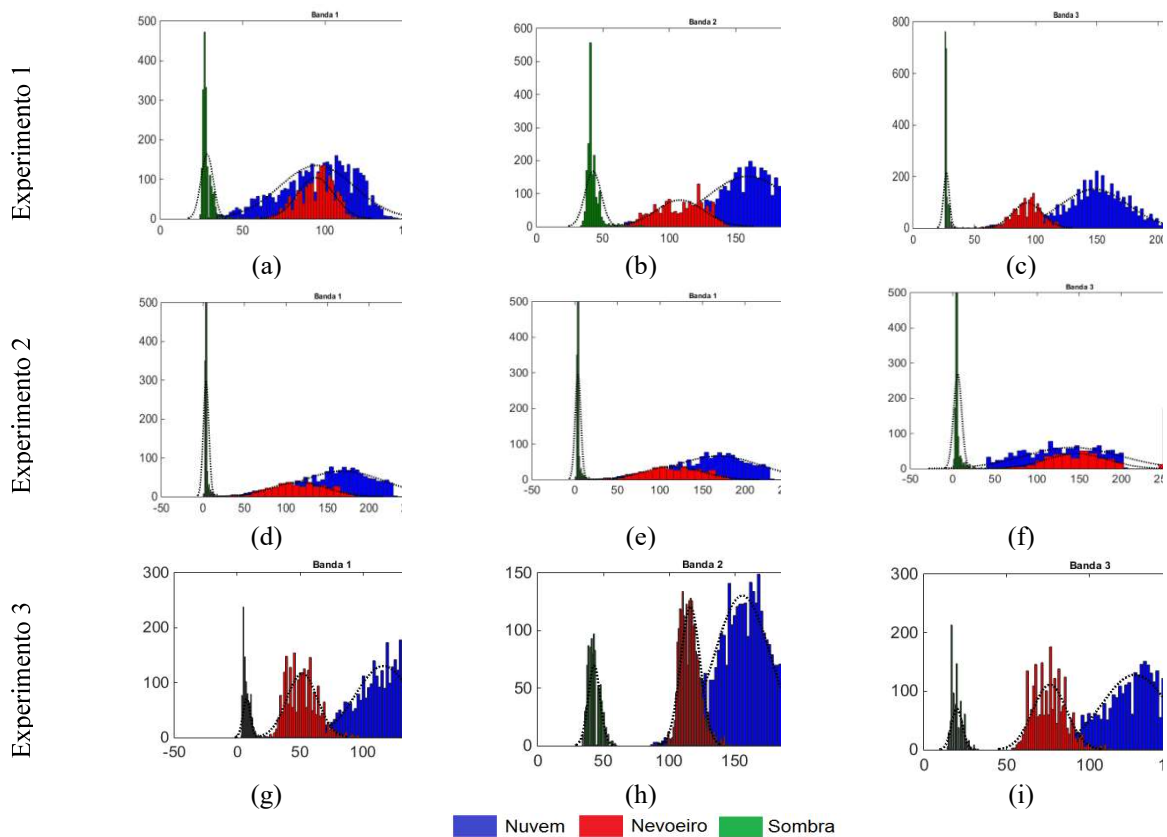 Experimento 1
Banda 1
500
400
300
200
100
0
0 50 100
(a)
Banda 2
600
500
400
300
200
100
0
0 50 100 150
(b)
Banda 3
800
600
400
200
0
0 50 100 150
(c)
Experimento 2
Banda 1
500
400
300
200
100
0
-50 0 50 100 150 200
(d)
Banda 1
500
400
300
200
100
0
-50 0 50 100 150 200
(e)
Banda 3
500
400
300
200
100
0
-50 0 50 100 150 200
(f)
Experimento 3
Banda 1
300
200
100
0
-50 0 50 100
(g)
Banda 2
150
100
50
0
0 50 100 150
(h)
Banda 3
300
200
100
0
0 50 100
(i)
Nuvem Nevoeiro Sombra